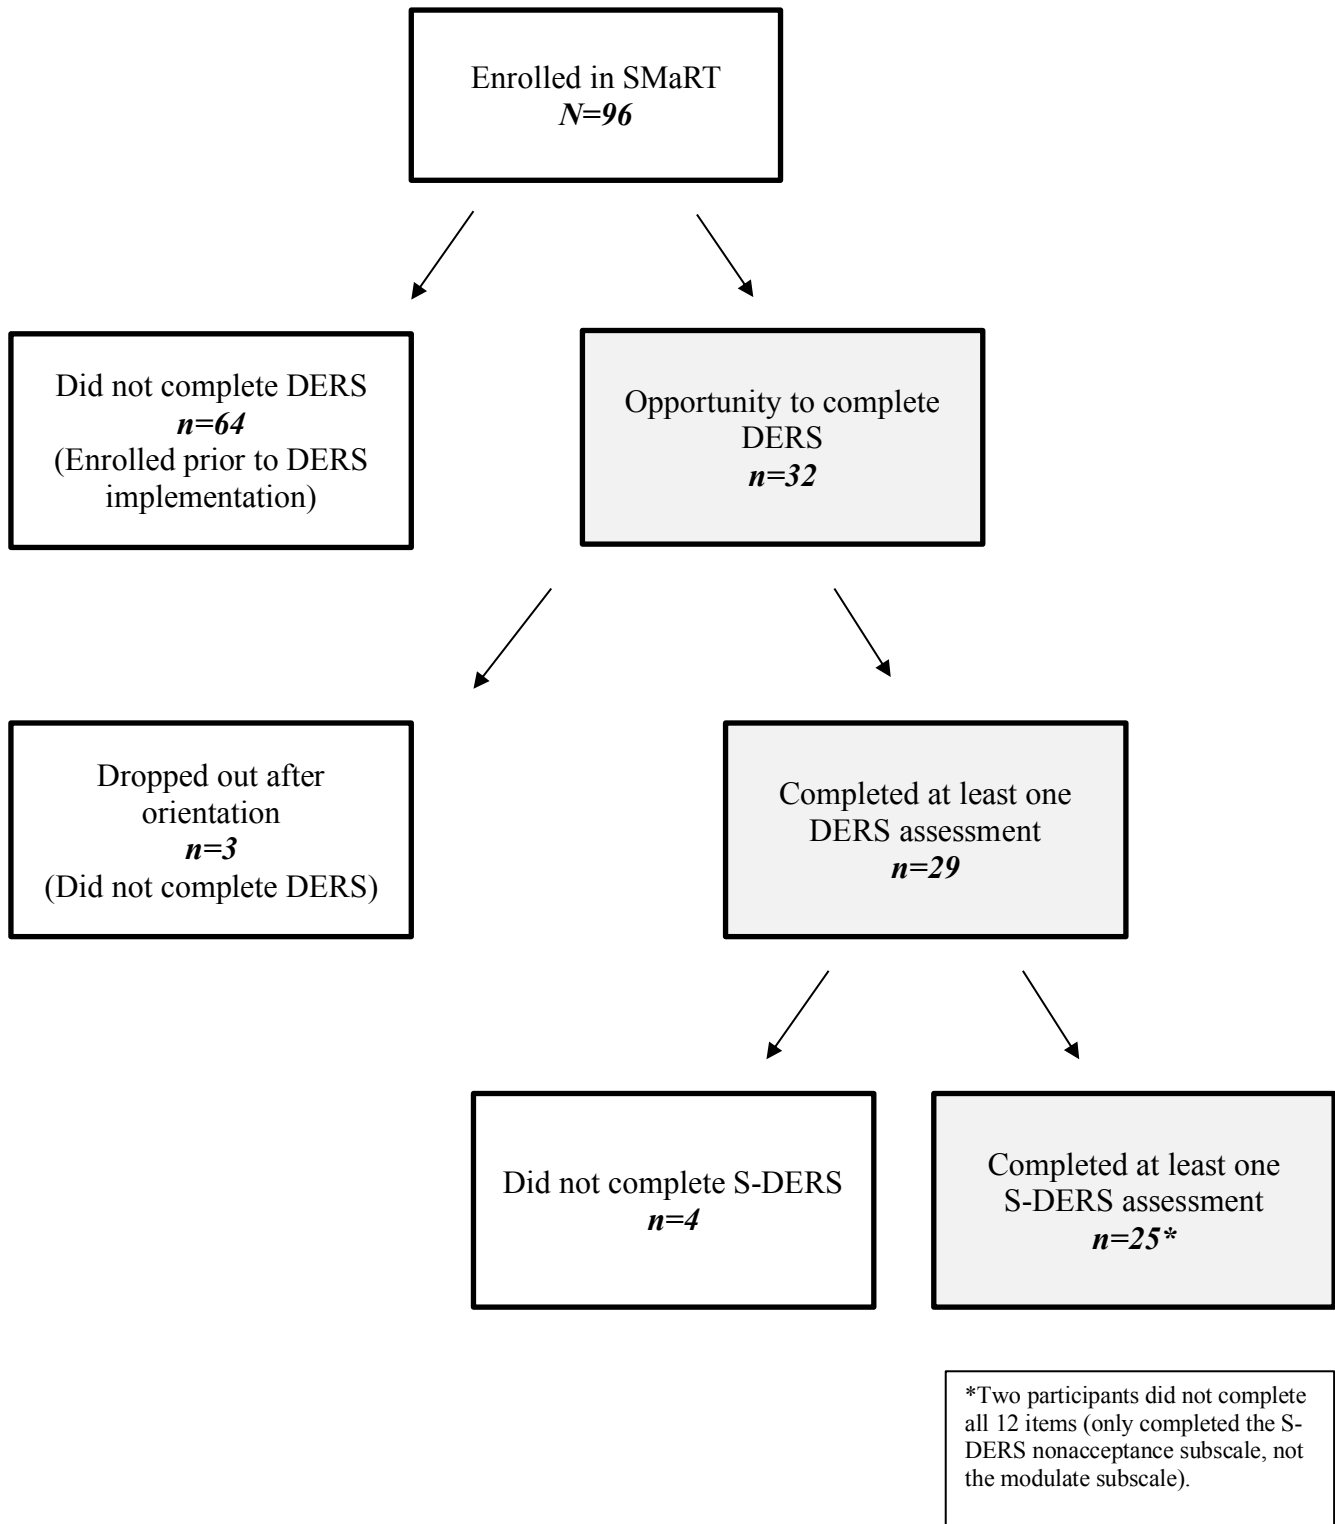 Enrolled in SMaRT
N=96
Did not complete DERS
n=64
(Enrolled prior to DERS
implementation)
Opportunity to complete
DERS
n=32
Dropped out after
orientation
n=3
(Did not complete DERS)
Completed at least one
DERS assessment
n=29
Did not complete S-DERS
n=4
Completed at least one
S-DERS assessment
n=25*
*Two participants did not complete
all 12 items (only completed the S-
DERS nonacceptance subscale, not
the modulate subscale).